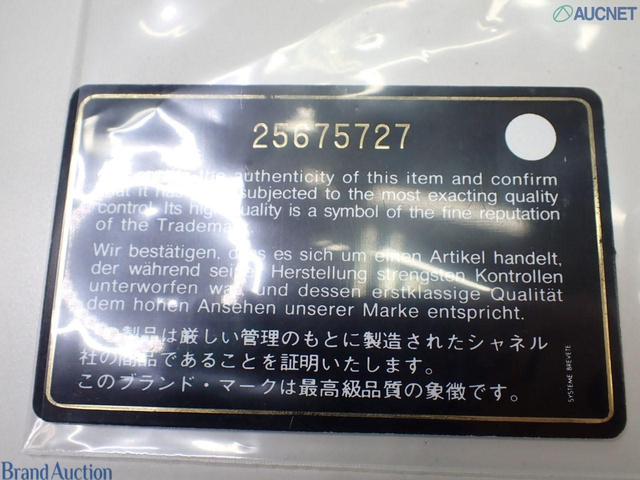 AUCNET
25675727
authenticity of this item and confirm
that it has subjected to the most exacting quality
control. Its high quality is a symbol of the fine reputation
of the Trademark.
Wir bestätigen, dass es sich um einen Artikel handelt,
der während seiner Herstellung strengsten Kontrollen
unterworfen war und dessen erstklassige Qualität
dem hohen Ansehen unserer Marke entspricht.
製品は厳しい管理のもとに製造されたシャネル
社の商品であることを証明いたします。
このブランド・マークは最高級品質の象徴です。
SYSTEME BREVETE
Brand Auction